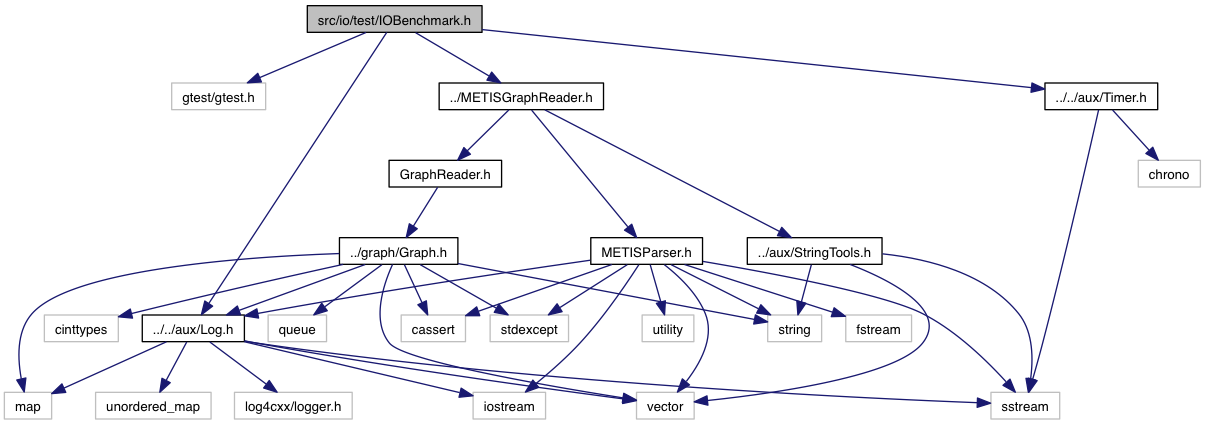 src/io/test/IOBenchmark.h
gtest/gtest.h
../METISGraphReader.h
../../aux/Timer.h
GraphReader.h
chrono
../graph/Graph.h
METISParser.h
../aux/StringTools.h
cinttypes
../../aux/Log.h
queue
cassert
stdexcept
utility
string
fstream
map
unordered_map
log4cxx/logger.h
iostream
vector
sstream